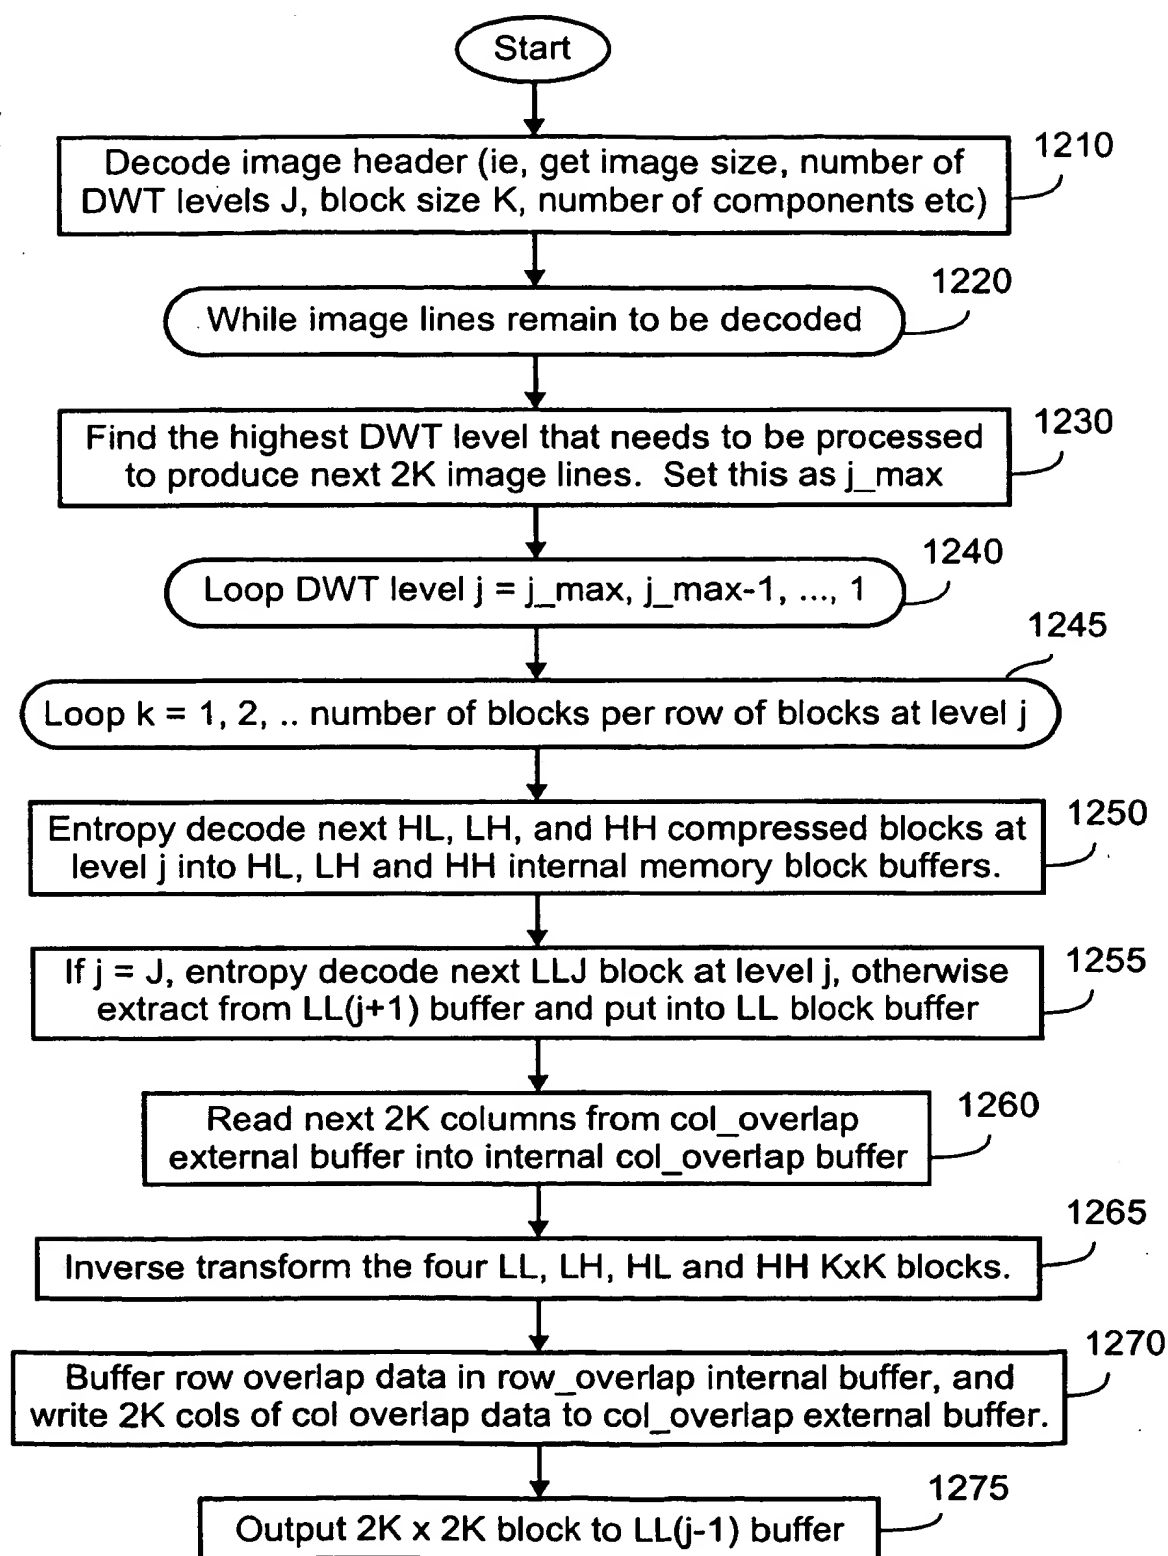 Start
Decode image header (ie, get image size, number of
DWT levels J, block size K, number of components etc)
1210
While image lines remain to be decoded
1220
Find the highest DWT level that needs to be processed
to produce next 2K image lines.  Set this as j_max
1230
Loop DWT level j = j_max, j_max-1, ..., 1
1240
Loop k = 1, 2, .. number of blocks per row of blocks at level j
1245
Entropy decode next HL, LH, and HH compressed blocks at
level j into HL, LH and HH internal memory block buffers.
1250
If j = J, entropy decode next LLJ block at level j, otherwise
extract from LL(j+1) buffer and put into LL block buffer
1255
Read next 2K columns from col_overlap
external buffer into internal col_overlap buffer
1260
Inverse transform the four LL, LH, HL and HH KxK blocks.
1265
Buffer row overlap data in row_overlap internal buffer, and
write 2K cols of col overlap data to col_overlap external buffer.
1270
Output 2K x 2K block to LL(j-1) buffer
1275